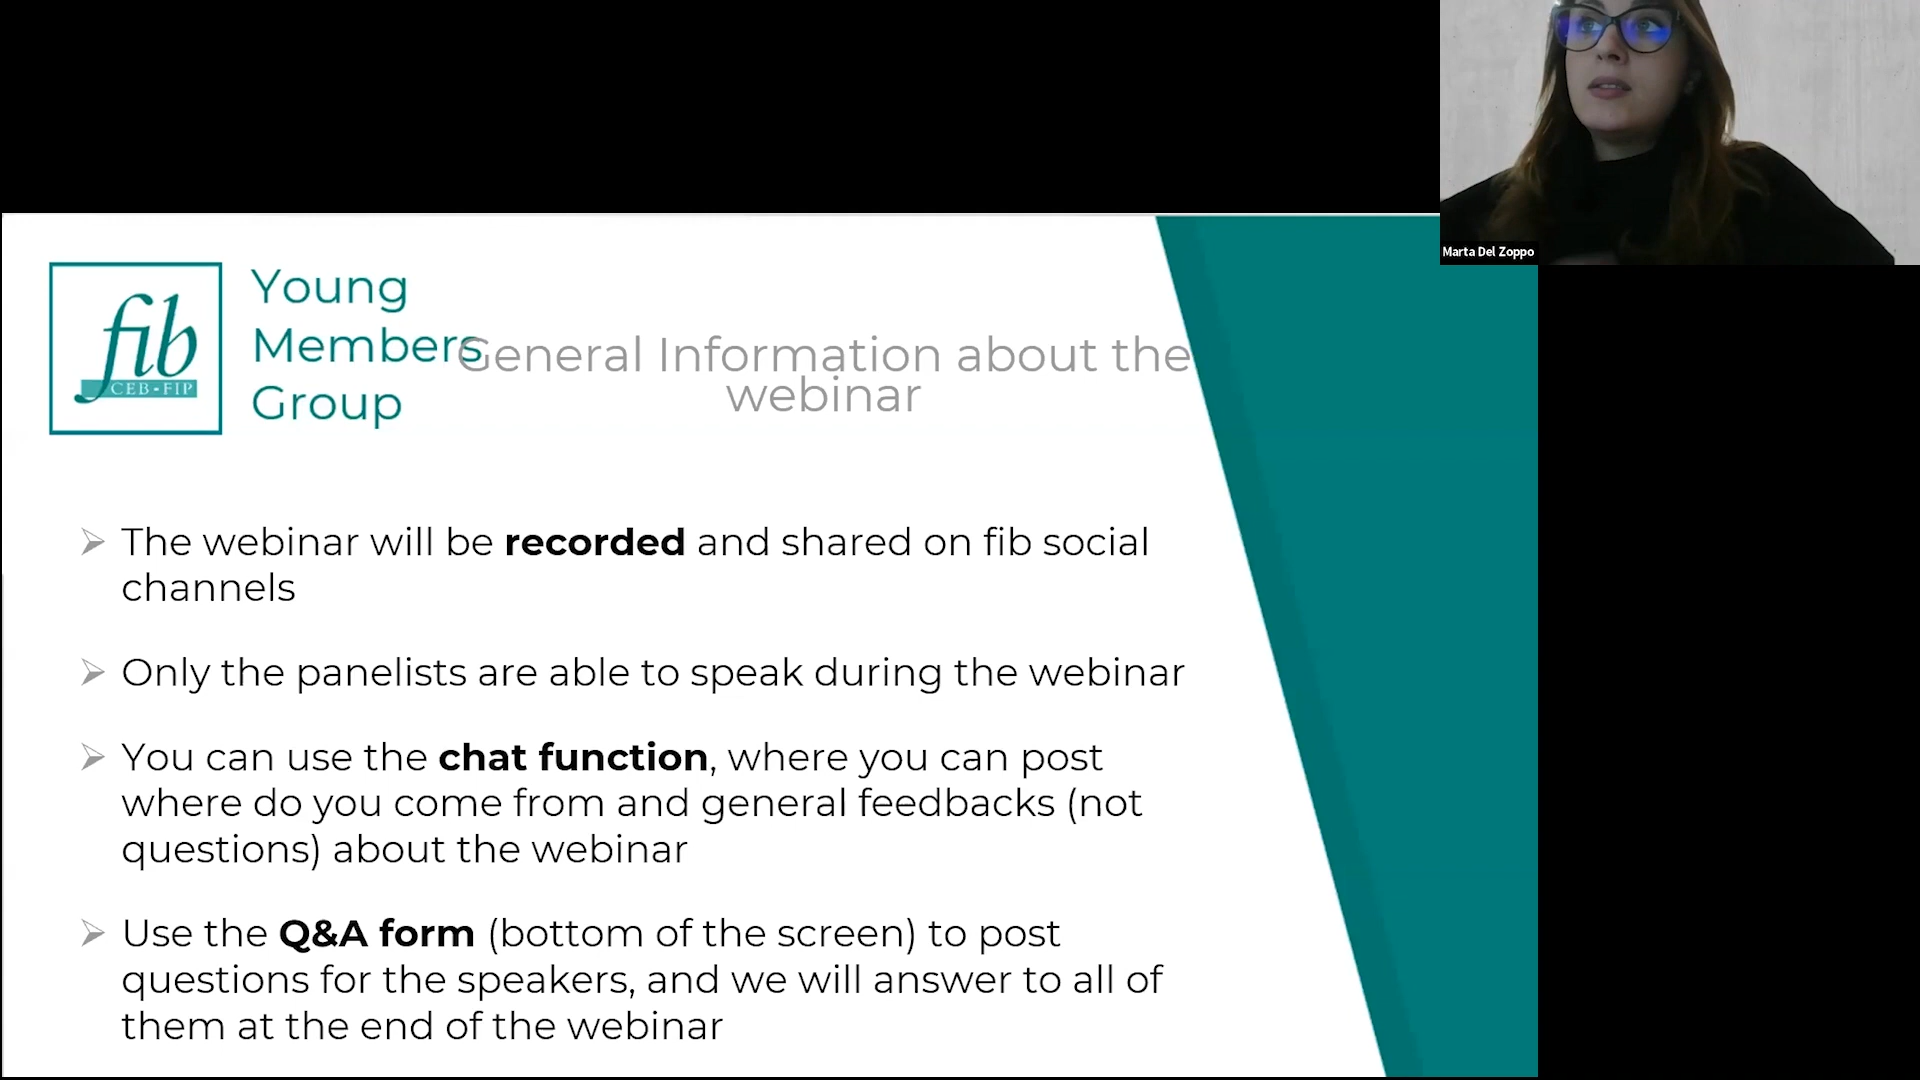 Marta Del Zoppo
fib
CEB-FIP
Young
Members
Group
General Information about the
webinar
The webinar will be recorded and shared on fib social
channels
Only the panelists are able to speak during the webinar
You can use the chat function, where you can post
where do you come from and general feedbacks (not
questions) about the webinar
Use the Q&A form (bottom of the screen) to post
questions for the speakers, and we will answer to all of
them at the end of the webinar